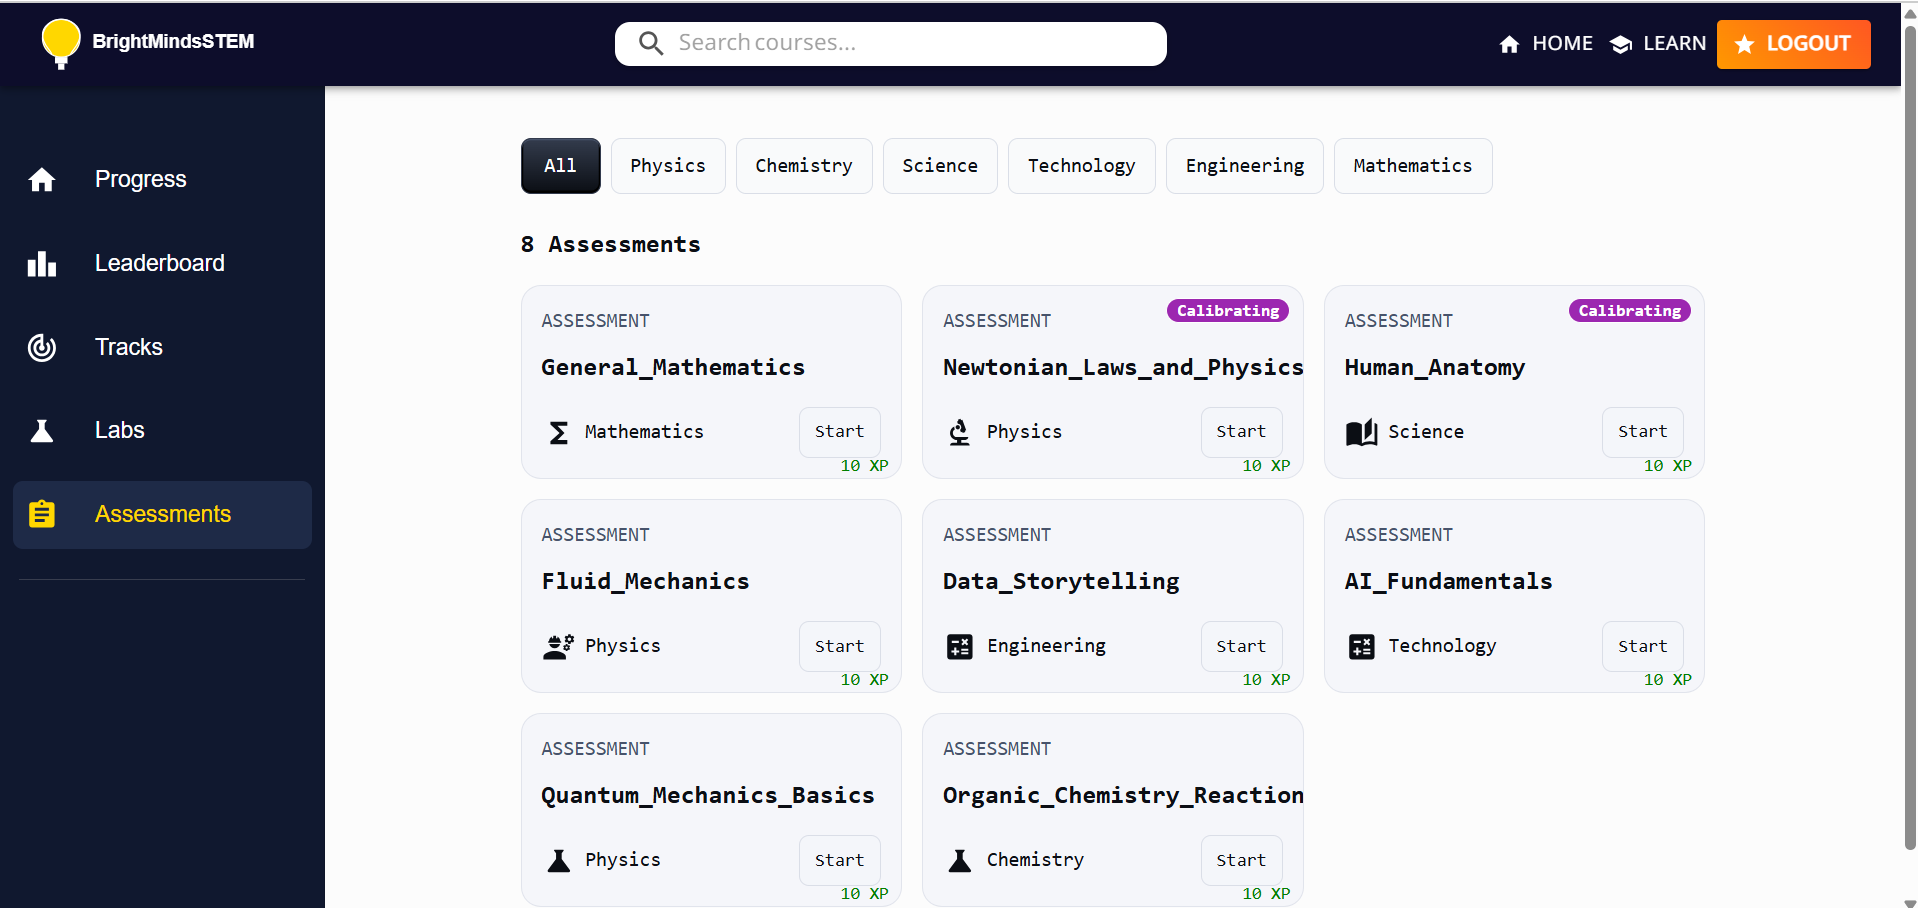 BrightMindsSTEM
Search courses...
HOME
LEARN
LOGOUT
Progress
Leaderboard
Tracks
Labs
Assessments
All
Physics
Chemistry
Science
Technology
Engineering
Mathematics
8 Assessments
ASSESSMENT
General_Mathematics
Mathematics
Start
10 XP
ASSESSMENT
Calibrating
Newtonian_Laws_and_Physics
Physics
Start
10 XP
ASSESSMENT
Calibrating
Human_Anatomy
Science
Start
10 XP
ASSESSMENT
Fluid_Mechanics
Physics
Start
10 XP
ASSESSMENT
Data_Storytelling
Engineering
Start
10 XP
ASSESSMENT
AI_Fundamentals
Technology
Start
10 XP
ASSESSMENT
Quantum_Mechanics_Basics
Physics
Start
10 XP
ASSESSMENT
Organic_Chemistry_Reaction
Chemistry
Start
10 XP